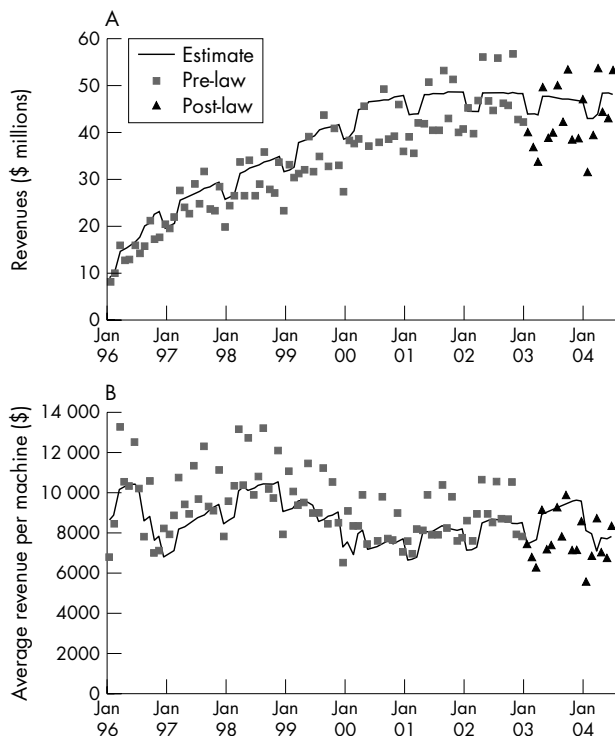 A
Estimate
Pre-law
Post-law
Revenues ($ millions)
60
50
40
30
20
10
0
Jan Jan Jan Jan Jan Jan Jan Jan Jan
96 97 98 99 00 01 02 03 04
B
Average revenue per machine ($)
14 000
12 000
10 000
8000
6000
4000
2000
0
Jan Jan Jan Jan Jan Jan Jan Jan Jan
96 97 98 99 00 01 02 03 04